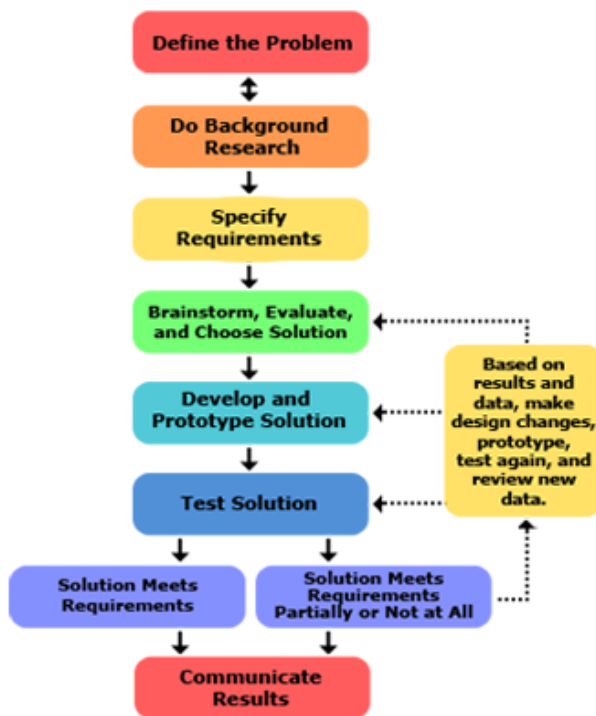 Define the Problem
Do Background
Research
Specify
Requirements
Brainstorm, Evaluate,
and Choose Solution
Develop and
Prototype Solution
Based on
results and
data, make
design changes,
prototype,
test again, and
review new
data.
Test Solution
Solution Meets
Requirements
Solution Meets
Requirements
Partially or Not at All
Communicate
Results